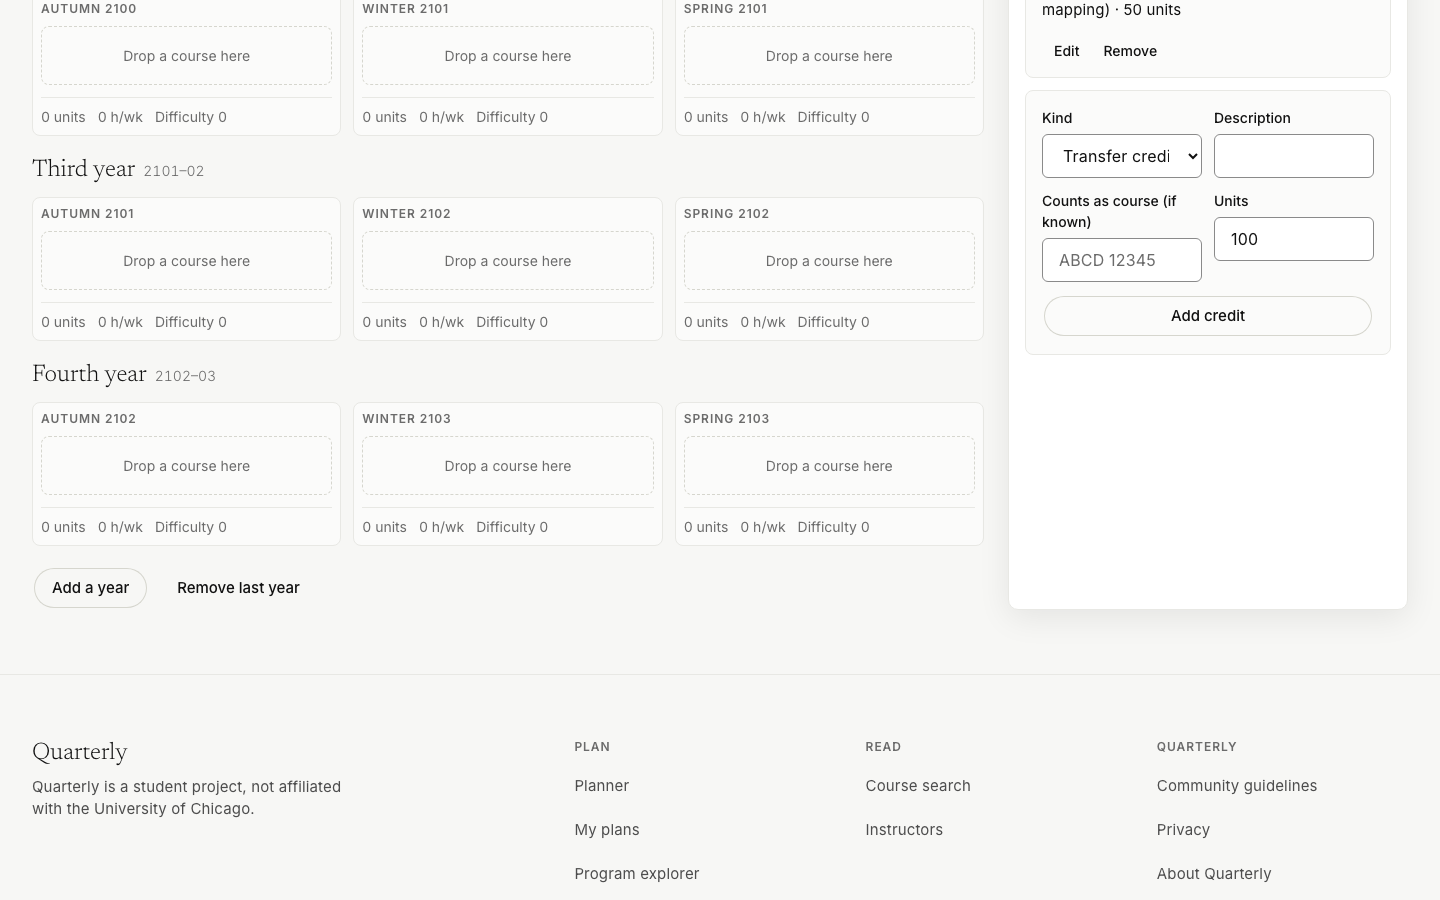 AUTUMN 2100
WINTER 2101
SPRING 2101
Drop a course here
Drop a course here
Drop a course here
0 units 0 h/wk Difficulty 0
0 units 0 h/wk Difficulty 0
0 units 0 h/wk Difficulty 0
Third year 2101–02
AUTUMN 2101
WINTER 2102
SPRING 2102
Drop a course here
Drop a course here
Drop a course here
0 units 0 h/wk Difficulty 0
0 units 0 h/wk Difficulty 0
0 units 0 h/wk Difficulty 0
Fourth year 2102–03
AUTUMN 2102
WINTER 2103
SPRING 2103
Drop a course here
Drop a course here
Drop a course here
0 units 0 h/wk Difficulty 0
0 units 0 h/wk Difficulty 0
0 units 0 h/wk Difficulty 0
Add a year
Remove last year
mapping) · 50 units
Edit
Remove
Kind
Description
Transfer credi
Counts as course (if
known)
Units
ABCD 12345
100
Add credit
Quarterly
Quarterly is a student project, not affiliated
with the University of Chicago.
PLAN
Planner
My plans
Program explorer
READ
Course search
Instructors
QUARTERLY
Community guidelines
Privacy
About Quarterly